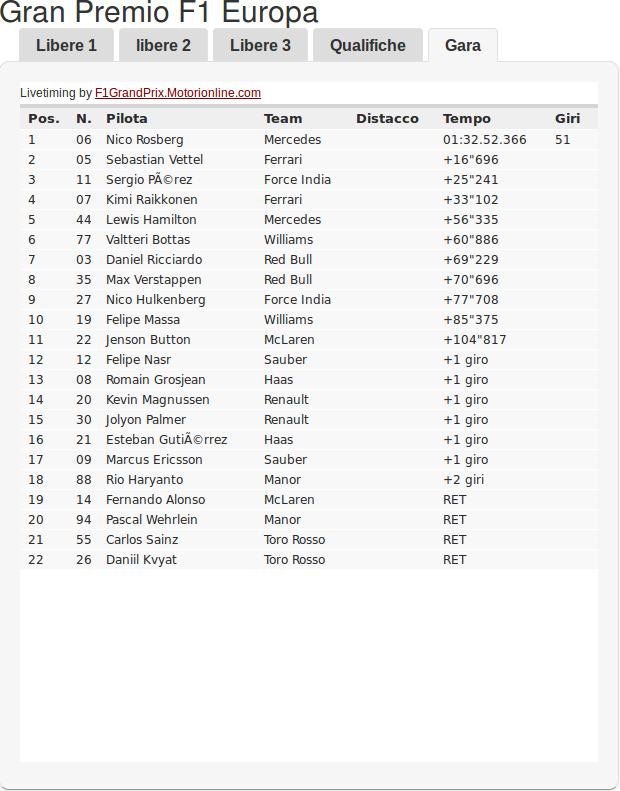 Gran Premio F1 Europa
Libere 1 libere 2 Libere 3 Qualifiche Gara
Livetiming by F1GrandPrix.Motorionline.com
Pos. N. Pilota Team Distacco Tempo Giri
1 06 Nico Rosberg Mercedes 01:32.52.366 51
2 05 Sebastian Vettel Ferrari +16"696
3 11 Sergio PÃ©rez Force India +25"241
4 07 Kimi Raikkonen Ferrari +33"102
5 44 Lewis Hamilton Mercedes +56"335
6 77 Valtteri Bottas Williams +60"886
7 03 Daniel Ricciardo Red Bull +69"229
8 35 Max Verstappen Red Bull +70"696
9 27 Nico Hulkenberg Force India +77"708
10 19 Felipe Massa Williams +85"375
11 22 Jenson Button McLaren +104"817
12 12 Felipe Nasr Sauber +1 giro
13 08 Romain Grosjean Haas +1 giro
14 20 Kevin Magnussen Renault +1 giro
15 30 Jolyon Palmer Renault +1 giro
16 21 Esteban GutiÃ©rrez Haas +1 giro
17 09 Marcus Ericsson Sauber +1 giro
18 88 Rio Haryanto Manor +2 giri
19 14 Fernando Alonso McLaren RET
20 94 Pascal Wehrlein Manor RET
21 55 Carlos Sainz Toro Rosso RET
22 26 Daniil Kvyat Toro Rosso RET